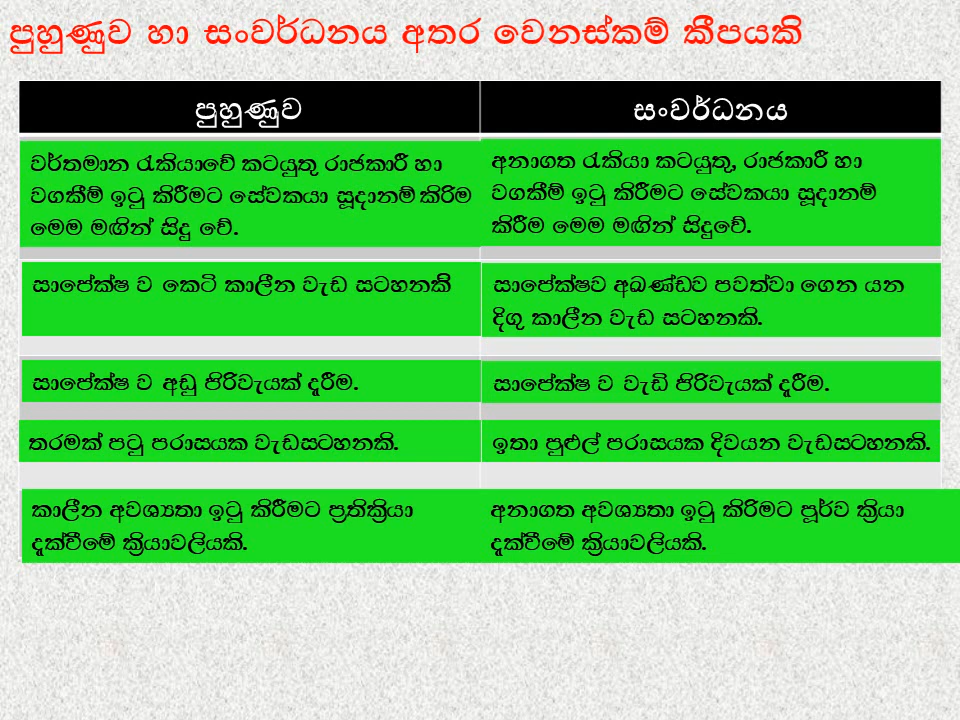 පුහුණුව හා සංවර්ධනය අතර වෙනස්කම් කීපයකි
පුහුණුව
සංවර්ධනය
වර්තමාන රැකියාවේ කටයුතු රාජකාරී හා
වගකීම් ඉටු කිරීමට සේවකයා සූදානම් කිරිම
මෙම මඟින් සිදු වේ.
අනාගත රැකියා කටයුතු, රාජකාරී හා
වගකීම් ඉටු කිරීමට සේවකයා සූදානම්
කිරීම මෙම මඟින් සිදුවේ.
සාපේක්ෂ ව කෙටි කාලීන වැඩ සටහනකි
සාපේක්ෂව අඛණ්ඩව පවත්වා ගෙන යන
දිගු කාලීන වැඩ සටහනකි.
සාපේක්ෂ ව අඩු පිරිවැයක් දැරීම.
සාපේක්ෂ ව වැඩි පිරිවැයක් දැරීම.
තරමක් පටු පරාසයක වැඩසටහනකි.
ඉතා පුළුල් පරාසයක දිවයන වැඩසටහනකි.
කාලීන අවශ්‍යතා ඉටු කිරීමට ප්‍රතික්‍රියා
දැක්වීමේ ක්‍රියාවලියකි.
අනාගත අවශ්‍යතා ඉටු කිරිමට පූර්ව ක්‍රියා
දැක්වීමේ ක්‍රියාවලියකි.